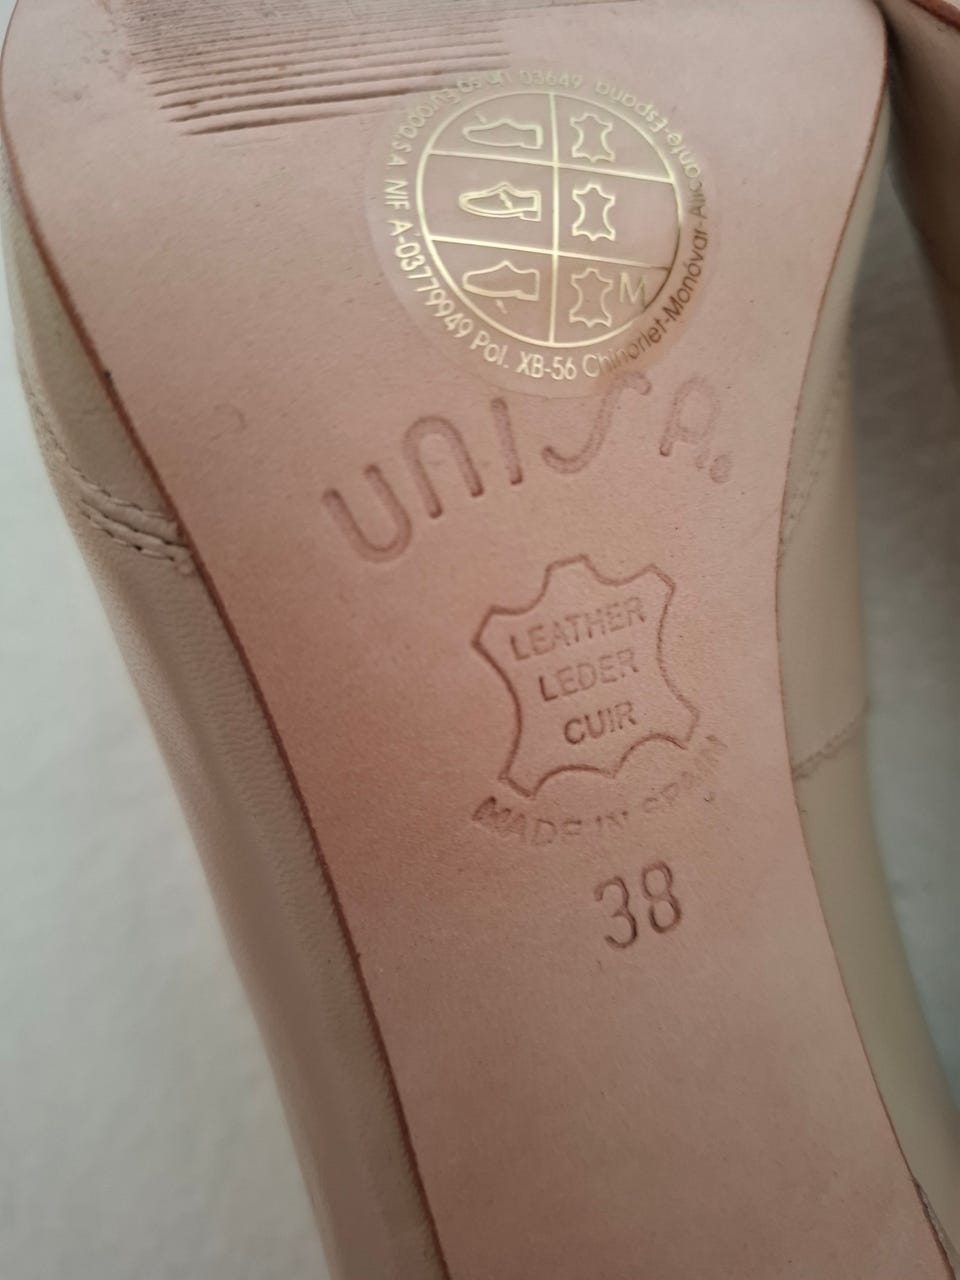 Unisa Europa,S.A. NIF A-03779949 Pol. XB-56 Chinorlet-Monóvar-Alicante-España 03649
M
UNISA.
LEATHER
LEDER
CUIR
MADE IN SPAIN
38